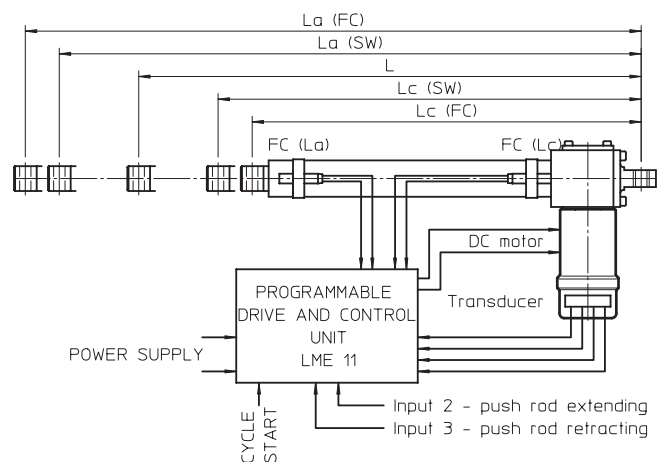 La (FC)
La (SW)
L
Lc (SW)
Lc (FC)
FC (La)
FC (Lc)
DC motor
PROGRAMMABLE
DRIVE AND CONTROL
UNIT
LME 11
Transducer
POWER SUPPLY
CYCLE
START
Input 2 - push rod extending
Input 3 - push rod retracting